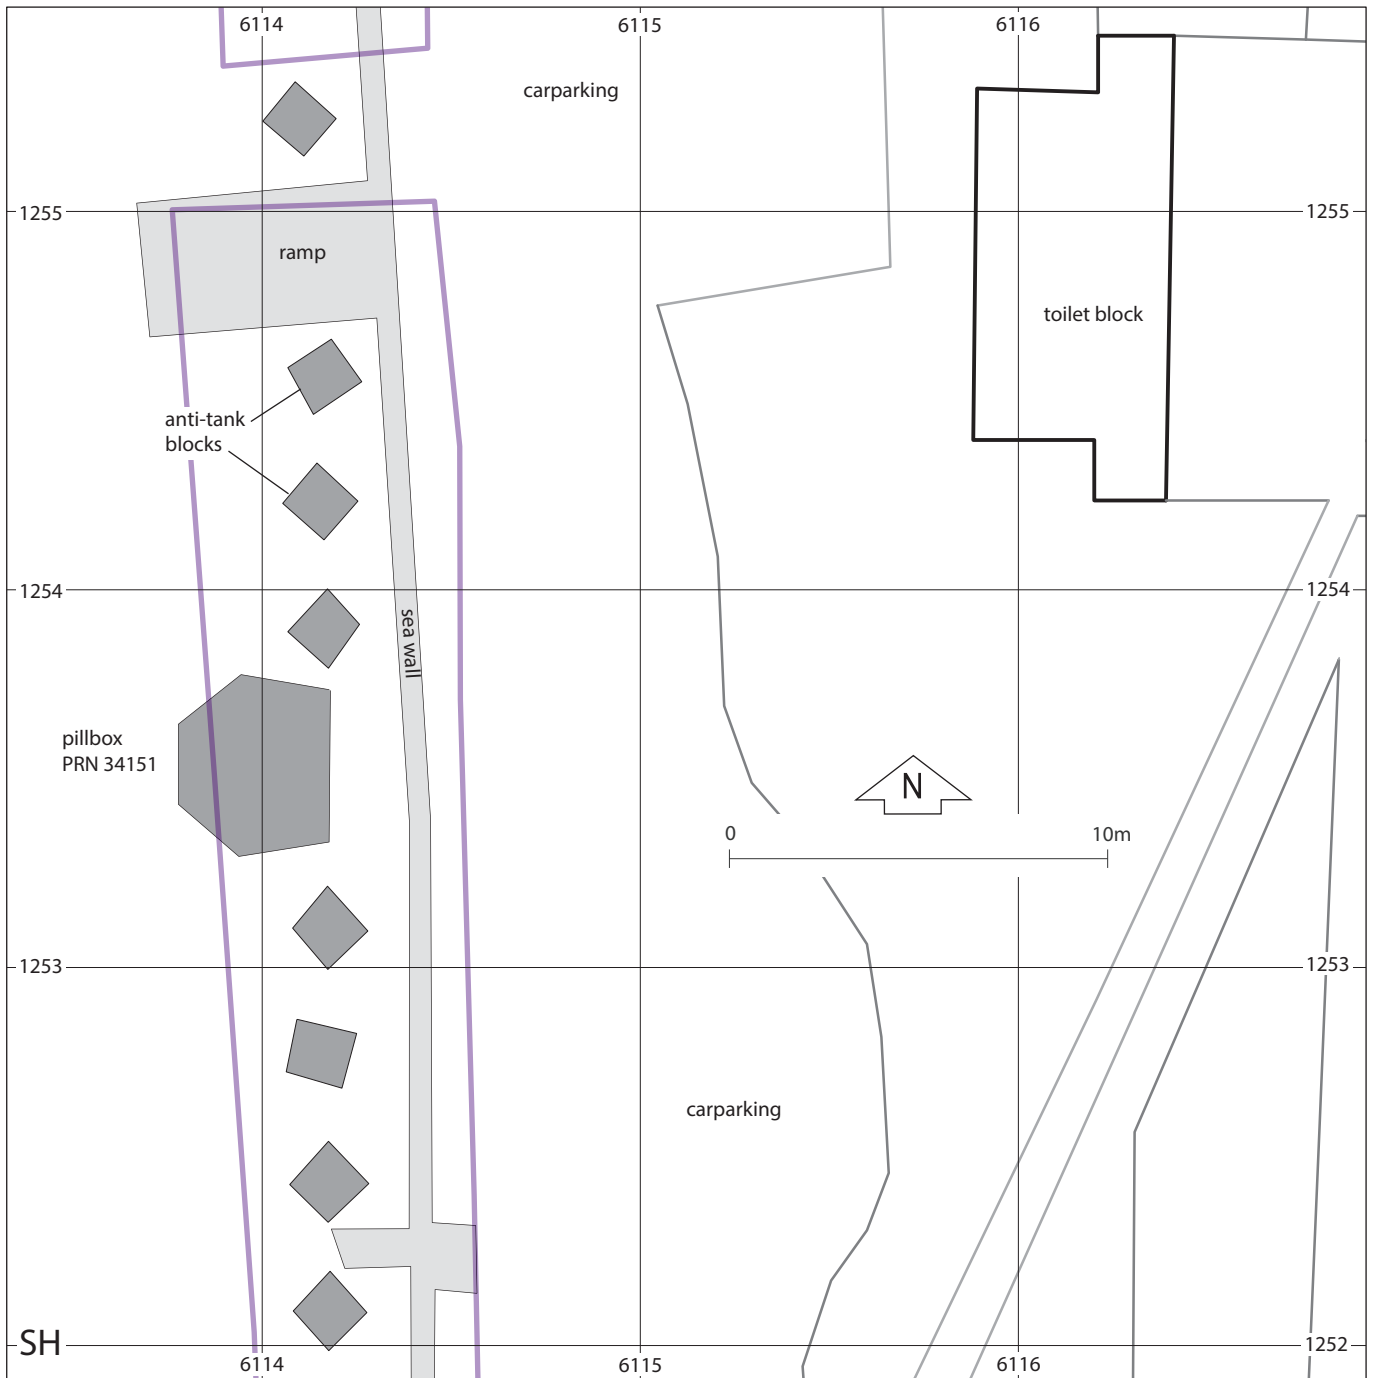 6114
6115
6116
carparking
1255
1255
ramp
toilet block
anti-tank
blocks
1254
1254
sea wall
pillbox
PRN 34151
N
0
10m
1253
1253
carparking
SH
1252
6114
6115
6116